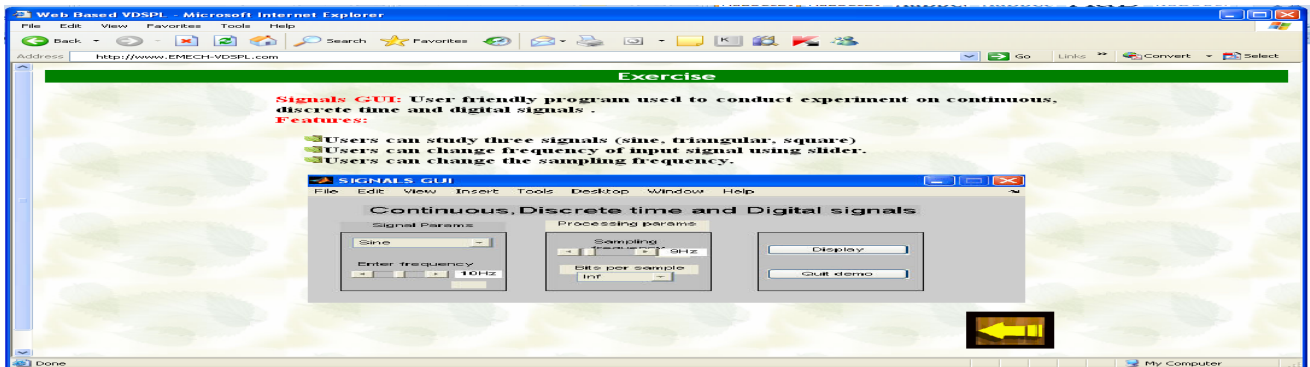 Web Based VDSPL - Microsoft Internet Explorer
File Edit View Favorites Tools Help
Back Search Favorites
Address http://www.EMECH-VDSPL.com Go Links » Convert Select
Exercise
Signals GUI: User friendly program used to conduct experiment on continuous,
discrete time and digital signals .
Features:
Users can study three signals (sine, triangular, square)
Users can change frequency of input signal using slider.
Users can change the sampling frequency.
SIGNALS GUI
File Edit View Insert Tools Desktop Window Help
Continuous,Discrete time and Digital signals
Signal Params Processing params
Sine Sampling
frequency 9Hz Display
Enter frequency
10Hz Bits per sample
Inf Quit demo
Done My Computer